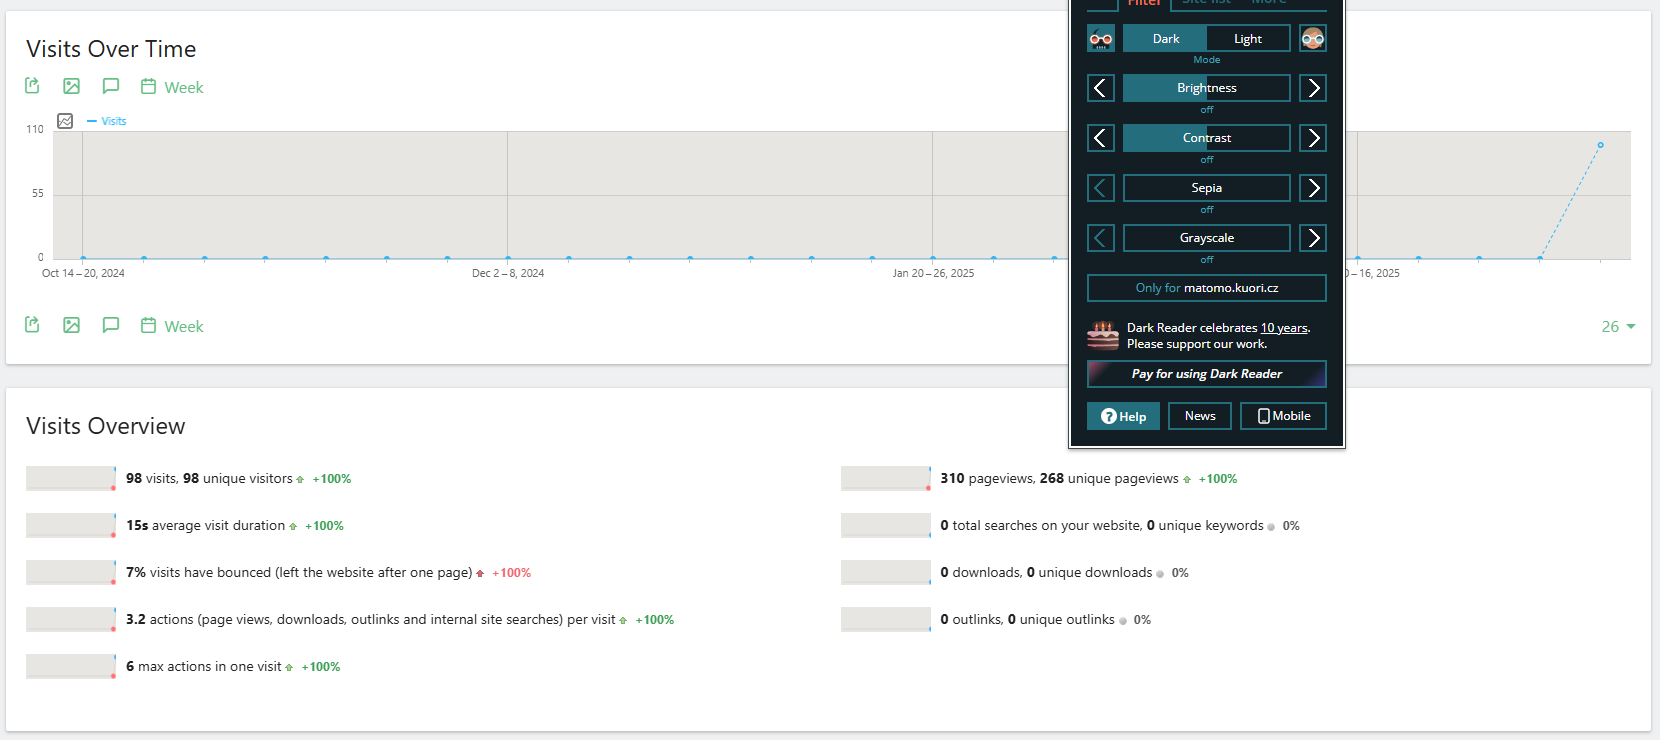 Visits Over Time
Week
Visits
110
55
0
Oct 14–20, 2024
Dec 2–8, 2024
Jan 20–26, 2025
0–16, 2025
Week
26
Filter
Site list
More
Dark
Light
Mode
Brightness
off
Contrast
off
Sepia
off
Grayscale
off
Only for matomo.kuori.cz
Dark Reader celebrates 10 years.
Please support our work.
Pay for using Dark Reader
Help
News
Mobile
Visits Overview
98 visits, 98 unique visitors +100%
15s average visit duration +100%
7% visits have bounced (left the website after one page) +100%
3.2 actions (page views, downloads, outlinks and internal site searches) per visit +100%
6 max actions in one visit +100%
310 pageviews, 268 unique pageviews +100%
0 total searches on your website, 0 unique keywords 0%
0 downloads, 0 unique downloads 0%
0 outlinks, 0 unique outlinks 0%